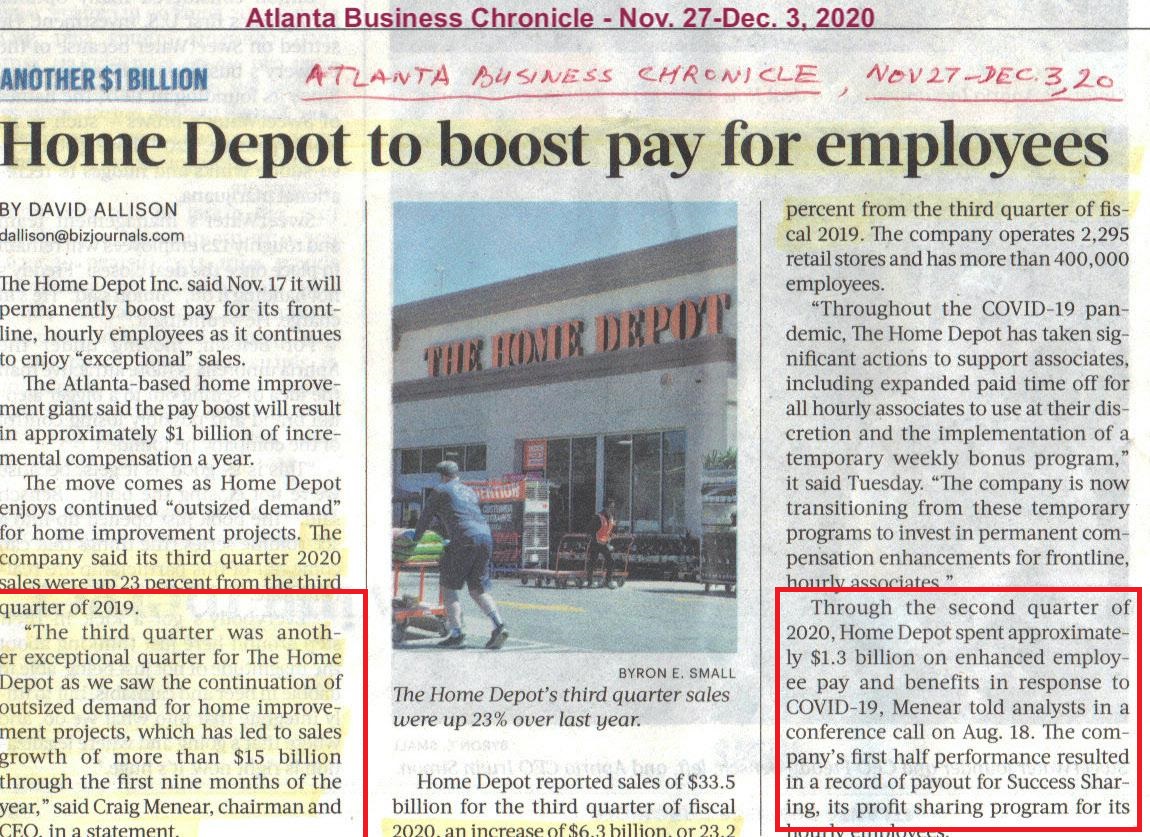 Atlanta Business Chronicle - Nov. 27-Dec. 3, 2020
ANOTHER $1 BILLION
ATLANTA BUSINESS CHRONICLE, NOV27-DEC.3,20
Home Depot to boost pay for employees
BY DAVID ALLISON
dallison@bizjournals.com
The Home Depot Inc. said Nov. 17 it will
permanently boost pay for its front-
line, hourly employees as it continues
to enjoy “exceptional” sales.
The Atlanta-based home improve-
ment giant said the pay boost will result
in approximately $1 billion of incre-
mental compensation a year.
The move comes as Home Depot
enjoys continued “outsized demand”
for home improvement projects. The
company said its third quarter 2020
sales were up 23 percent from the third
quarter of 2019.
“The third quarter was anoth-
er exceptional quarter for The Home
Depot as we saw the continuation of
outsized demand for home improve-
ment projects, which has led to sales
growth of more than $15 billion
through the first nine months of the
year,” said Craig Menear, chairman and
CEO, in a statement.
THE HOME DEPOT
BYRON E. SMALL
The Home Depot’s third quarter sales
were up 23% over last year.
Home Depot reported sales of $33.5
billion for the third quarter of fiscal
2020, an increase of $6.3 billion, or 23.2
percent from the third quarter of fis-
cal 2019. The company operates 2,295
retail stores and has more than 400,000
employees.
“Throughout the COVID-19 pan-
demic, The Home Depot has taken sig-
nificant actions to support associates,
including expanded paid time off for
all hourly associates to use at their dis-
cretion and the implementation of a
temporary weekly bonus program,”
it said Tuesday. “The company is now
transitioning from these temporary
programs to invest in permanent com-
pensation enhancements for frontline,
hourly associates.”
Through the second quarter of
2020, Home Depot spent approximate-
ly $1.3 billion on enhanced employ-
ee pay and benefits in response to
COVID-19, Menear told analysts in a
conference call on Aug. 18. The com-
pany’s first half performance resulted
in a record of payout for Success Shar-
ing, its profit sharing program for its
hourly employees.